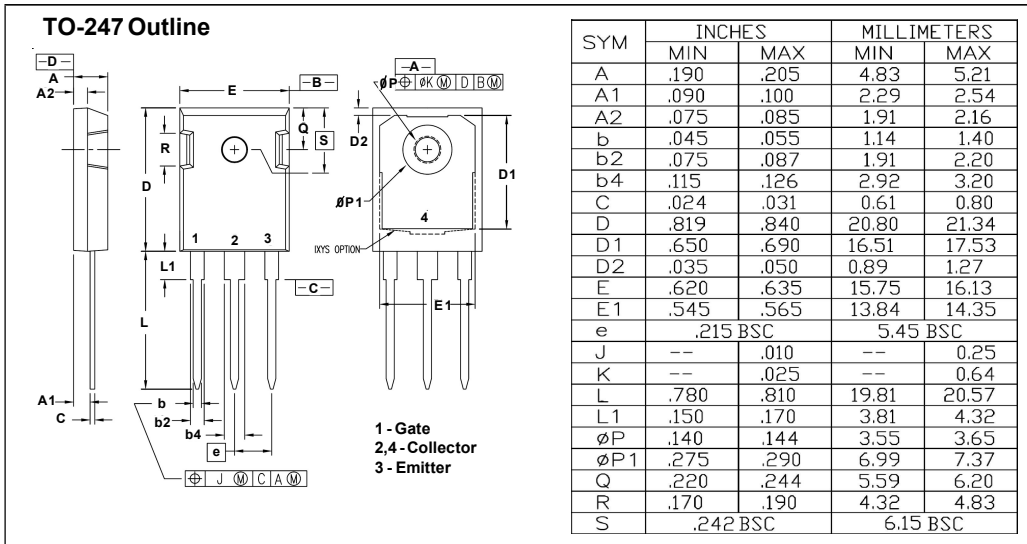 TO-247 Outline
–D–
A
A2
E
–B–
R
D
Q
S
1 2 3
L1
–C–
L
A1
C
b
b2
b4
e
⌖ J Ⓜ C A Ⓜ
–A–
øP ⌖ øK Ⓜ D B Ⓜ
D2
D1
øP1
4
IXYS OPTION
E1
1 - Gate
2,4 - Collector
3 - Emitter
SYM INCHES MILLIMETERS
MIN MAX MIN MAX
A .190 .205 4.83 5.21
A1 .090 .100 2.29 2.54
A2 .075 .085 1.91 2.16
b .045 .055 1.14 1.40
b2 .075 .087 1.91 2.20
b4 .115 .126 2.92 3.20
C .024 .031 0.61 0.80
D .819 .840 20.80 21.34
D1 .650 .690 16.51 17.53
D2 .035 .050 0.89 1.27
E .620 .635 15.75 16.13
E1 .545 .565 13.84 14.35
e .215 BSC 5.45 BSC
J -- .010 -- 0.25
K -- .025 -- 0.64
L .780 .810 19.81 20.57
L1 .150 .170 3.81 4.32
øP .140 .144 3.55 3.65
øP1 .275 .290 6.99 7.37
Q .220 .244 5.59 6.20
R .170 .190 4.32 4.83
S .242 BSC 6.15 BSC